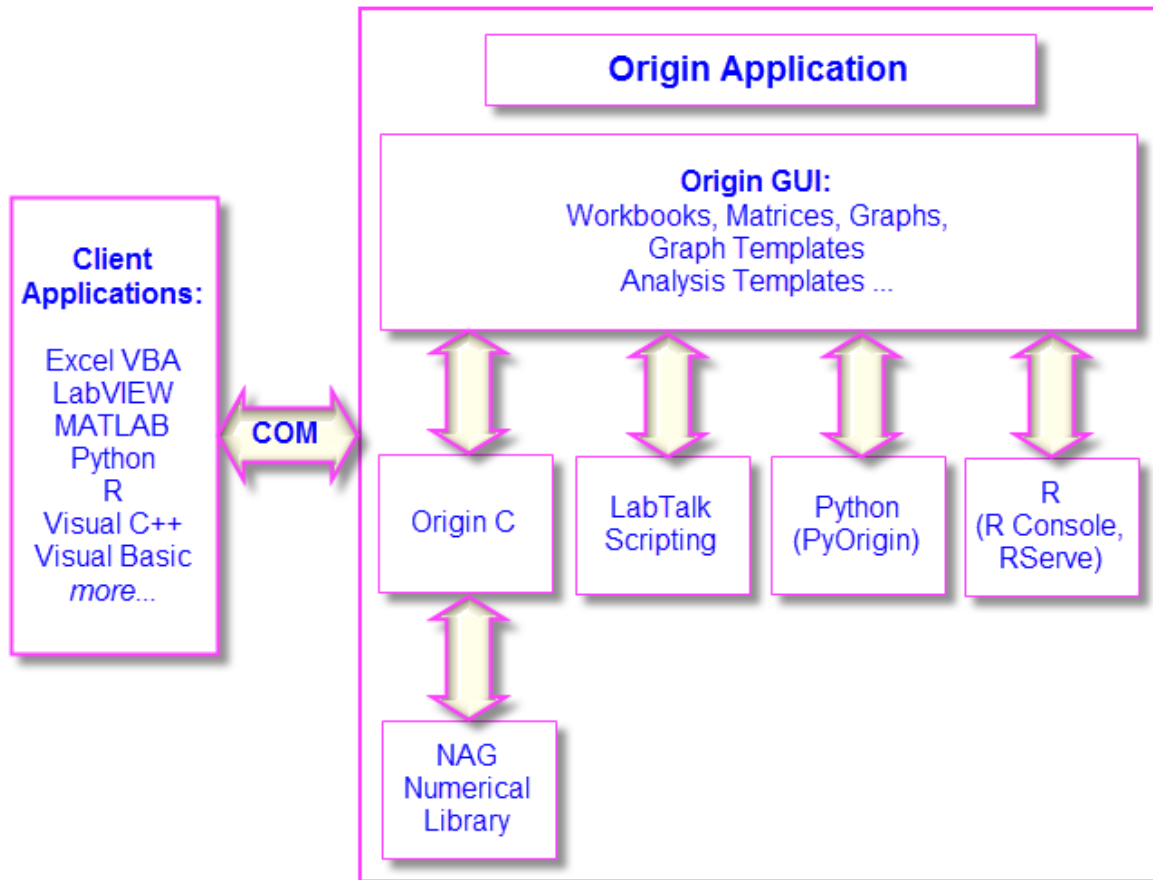 Origin Application
Origin GUI:
Workbooks, Matrices, Graphs,
Graph Templates
Analysis Templates ...
Client
Applications:
Excel VBA
LabVIEW
MATLAB
Python
R
Visual C++
Visual Basic
more...
COM
Origin C
LabTalk
Scripting
Python
(PyOrigin)
R
(R Console,
RServe)
NAG
Numerical
Library